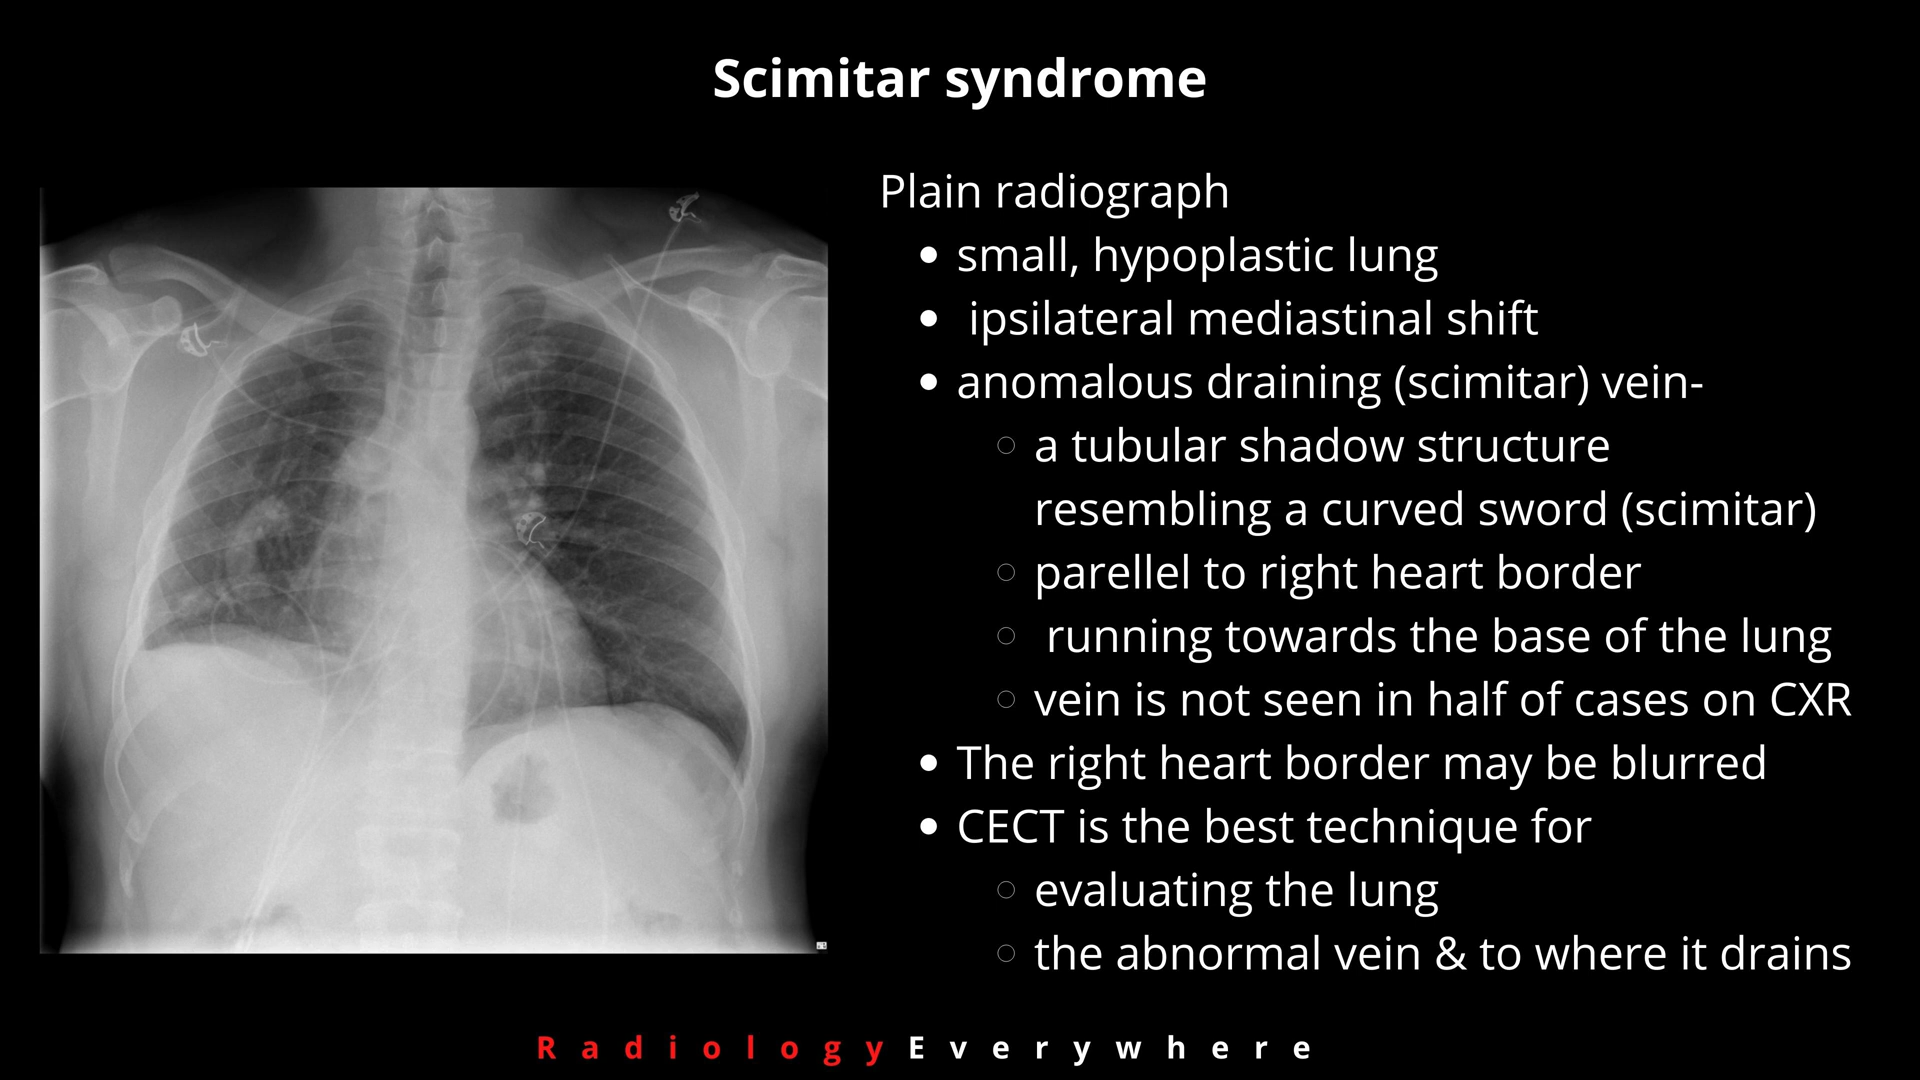 Scimitar syndrome
Plain radiograph
• small, hypoplastic lung
• ipsilateral mediastinal shift
• anomalous draining (scimitar) vein-
○ a tubular shadow structure
resembling a curved sword (scimitar)
○ parellel to right heart border
○ running towards the base of the lung
○ vein is not seen in half of cases on CXR
• The right heart border may be blurred
• CECT is the best technique for
○ evaluating the lung
○ the abnormal vein & to where it drains
Radiology Everywhere